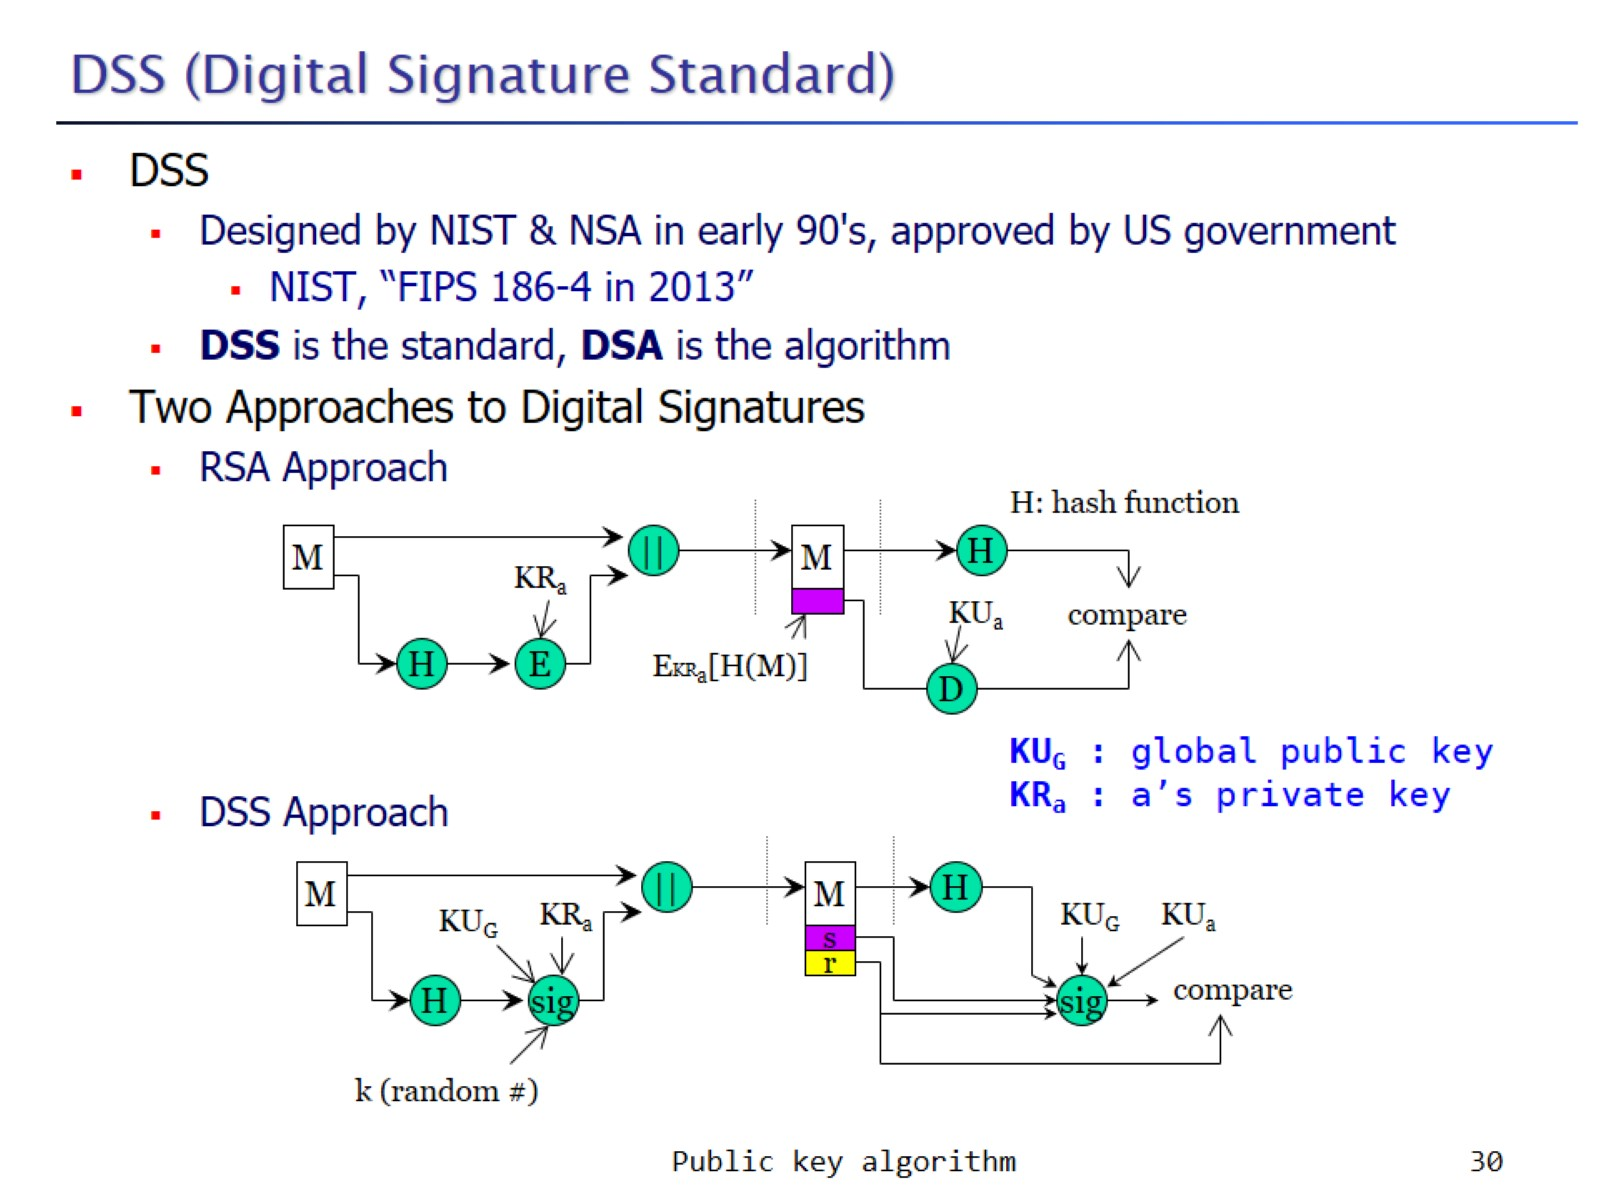 DSS (Digital Signature Standard)
DSS
Designed by NIST & NSA in early 90's, approved by US government
NIST, “FIPS 186-4 in 2013”
DSS is the standard, DSA is the algorithm
Two Approaches to Digital Signatures
RSA Approach
H: hash function
M
||
M
H
KRa
KUa
compare
H
E
EKRa[H(M)]
D
KUG : global public key
KRa : a’s private key
DSS Approach
M
||
M
H
KUG
KRa
KUG
KUa
s
r
H
sig
sig
compare
k (random #)
Public key algorithm
30